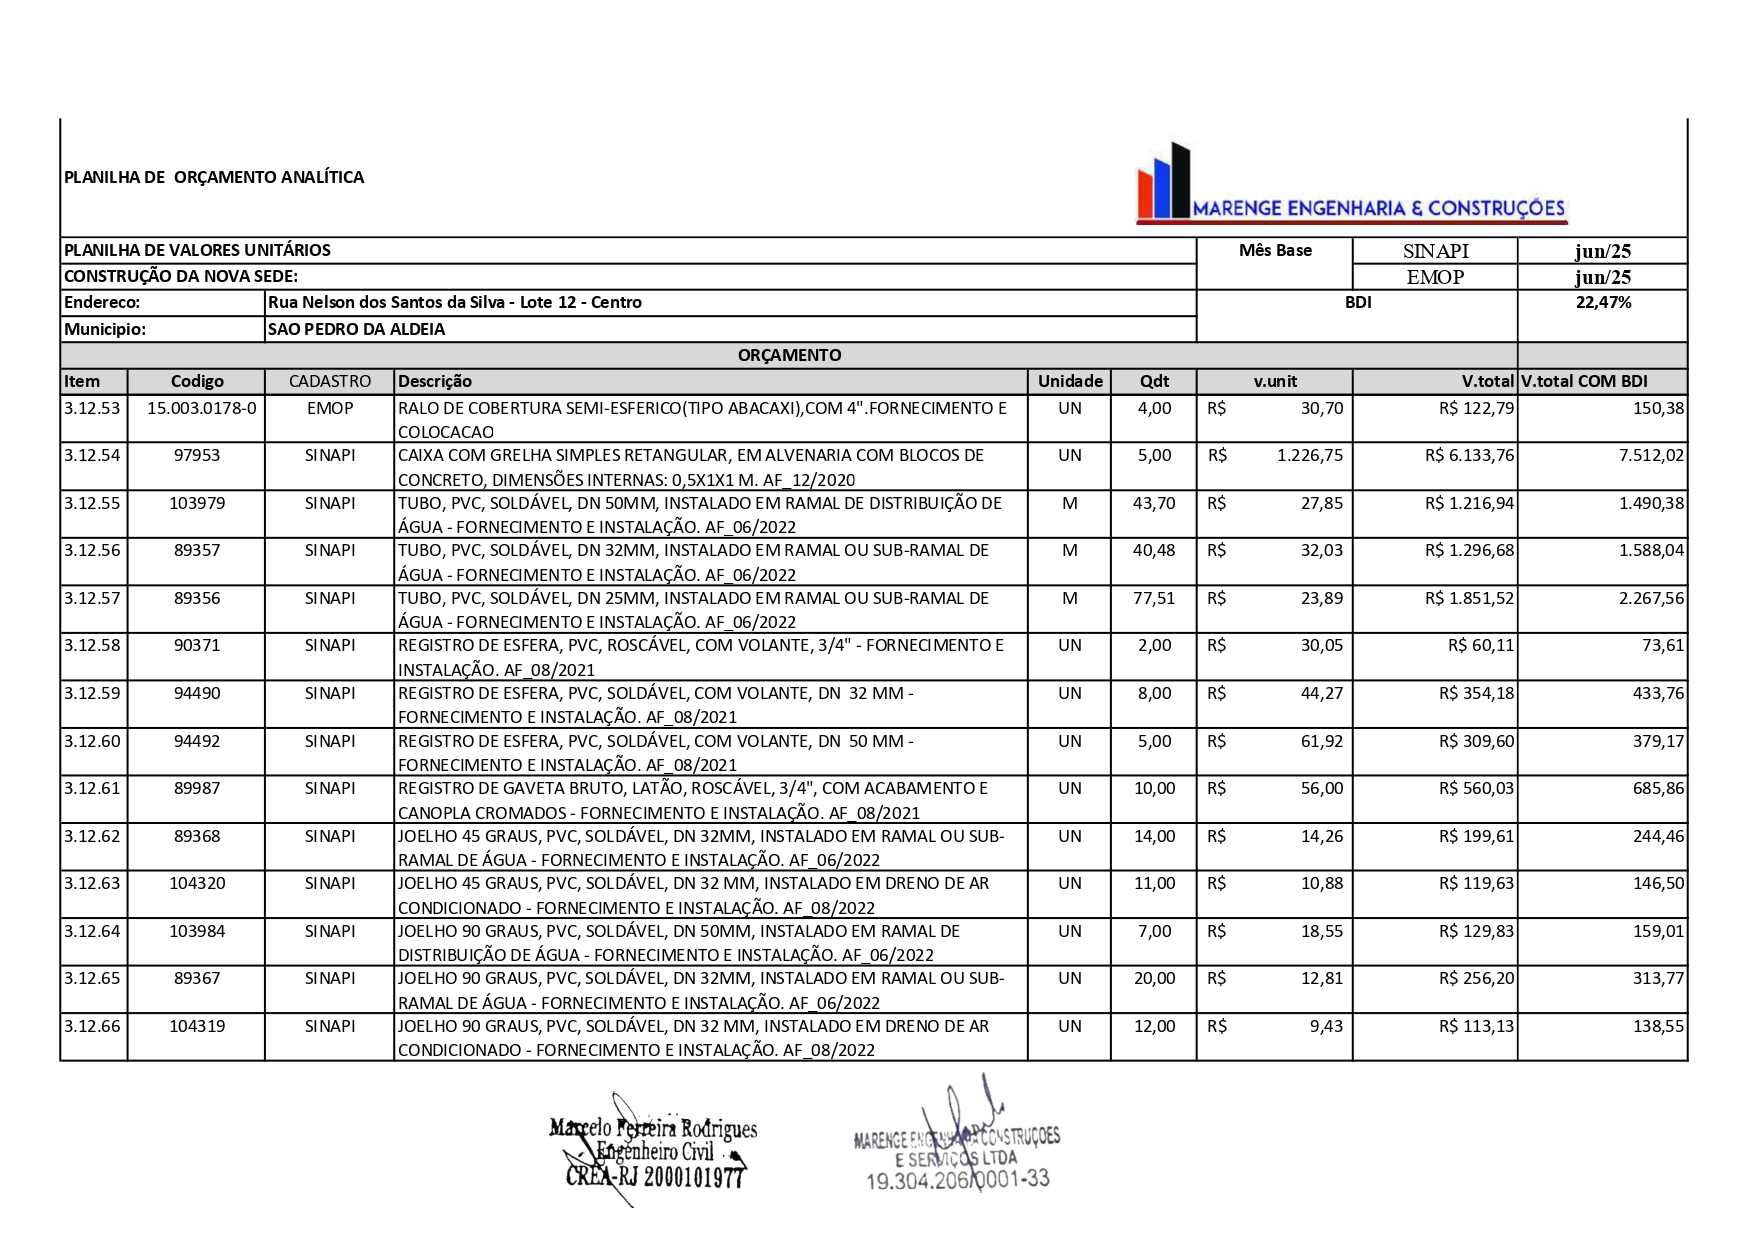 PLANILHA DE ORÇAMENTO ANALÍTICA
MARENGE ENGENHARIA & CONSTRUÇÕES
PLANILHA DE VALORES UNITÁRIOS Mês Base SINAPI jun/25
CONSTRUÇÃO DA NOVA SEDE: EMOP jun/25
Endereco: Rua Nelson dos Santos da Silva - Lote 12 - Centro BDI 22,47%
Municipio: SAO PEDRO DA ALDEIA
ORÇAMENTO
Item Codigo CADASTRO Descrição Unidade Qdt v.unit V.total V.total COM BDI
3.12.53 15.003.0178-0 EMOP RALO DE COBERTURA SEMI-ESFERICO(TIPO ABACAXI),COM 4".FORNECIMENTO E UN 4,00 R$ 30,70 R$ 122,79 150,38
COLOCACAO
3.12.54 97953 SINAPI CAIXA COM GRELHA SIMPLES RETANGULAR, EM ALVENARIA COM BLOCOS DE UN 5,00 R$ 1.226,75 R$ 6.133,76 7.512,02
CONCRETO, DIMENSÕES INTERNAS: 0,5X1X1 M. AF_12/2020
3.12.55 103979 SINAPI TUBO, PVC, SOLDÁVEL, DN 50MM, INSTALADO EM RAMAL DE DISTRIBUIÇÃO DE M 43,70 R$ 27,85 R$ 1.216,94 1.490,38
ÁGUA - FORNECIMENTO E INSTALAÇÃO. AF_06/2022
3.12.56 89357 SINAPI TUBO, PVC, SOLDÁVEL, DN 32MM, INSTALADO EM RAMAL OU SUB-RAMAL DE M 40,48 R$ 32,03 R$ 1.296,68 1.588,04
ÁGUA - FORNECIMENTO E INSTALAÇÃO. AF_06/2022
3.12.57 89356 SINAPI TUBO, PVC, SOLDÁVEL, DN 25MM, INSTALADO EM RAMAL OU SUB-RAMAL DE M 77,51 R$ 23,89 R$ 1.851,52 2.267,56
ÁGUA - FORNECIMENTO E INSTALAÇÃO. AF_06/2022
3.12.58 90371 SINAPI REGISTRO DE ESFERA, PVC, ROSCÁVEL, COM VOLANTE, 3/4" - FORNECIMENTO E UN 2,00 R$ 30,05 R$ 60,11 73,61
INSTALAÇÃO. AF_08/2021
3.12.59 94490 SINAPI REGISTRO DE ESFERA, PVC, SOLDÁVEL, COM VOLANTE, DN 32 MM - UN 8,00 R$ 44,27 R$ 354,18 433,76
FORNECIMENTO E INSTALAÇÃO. AF_08/2021
3.12.60 94492 SINAPI REGISTRO DE ESFERA, PVC, SOLDÁVEL, COM VOLANTE, DN 50 MM - UN 5,00 R$ 61,92 R$ 309,60 379,17
FORNECIMENTO E INSTALAÇÃO. AF_08/2021
3.12.61 89987 SINAPI REGISTRO DE GAVETA BRUTO, LATÃO, ROSCÁVEL, 3/4", COM ACABAMENTO E UN 10,00 R$ 56,00 R$ 560,03 685,86
CANOPLA CROMADOS - FORNECIMENTO E INSTALAÇÃO. AF_08/2021
3.12.62 89368 SINAPI JOELHO 45 GRAUS, PVC, SOLDÁVEL, DN 32MM, INSTALADO EM RAMAL OU SUB- UN 14,00 R$ 14,26 R$ 199,61 244,46
RAMAL DE ÁGUA - FORNECIMENTO E INSTALAÇÃO. AF_06/2022
3.12.63 104320 SINAPI JOELHO 45 GRAUS, PVC, SOLDÁVEL, DN 32 MM, INSTALADO EM DRENO DE AR UN 11,00 R$ 10,88 R$ 119,63 146,50
CONDICIONADO - FORNECIMENTO E INSTALAÇÃO. AF_08/2022
3.12.64 103984 SINAPI JOELHO 90 GRAUS, PVC, SOLDÁVEL, DN 50MM, INSTALADO EM RAMAL DE UN 7,00 R$ 18,55 R$ 129,83 159,01
DISTRIBUIÇÃO DE ÁGUA - FORNECIMENTO E INSTALAÇÃO. AF_06/2022
3.12.65 89367 SINAPI JOELHO 90 GRAUS, PVC, SOLDÁVEL, DN 32MM, INSTALADO EM RAMAL OU SUB- UN 20,00 R$ 12,81 R$ 256,20 313,77
RAMAL DE ÁGUA - FORNECIMENTO E INSTALAÇÃO. AF_06/2022
3.12.66 104319 SINAPI JOELHO 90 GRAUS, PVC, SOLDÁVEL, DN 32 MM, INSTALADO EM DRENO DE AR UN 12,00 R$ 9,43 R$ 113,13 138,55
CONDICIONADO - FORNECIMENTO E INSTALAÇÃO. AF_08/2022
Marcelo Ferreira Rodrigues
Engenheiro Civil
CREA-RJ 2000101977
MARENGE ENGENHARIA CONSTRUÇOES
E SERVIÇOS LTDA
19.304.206/0001-33